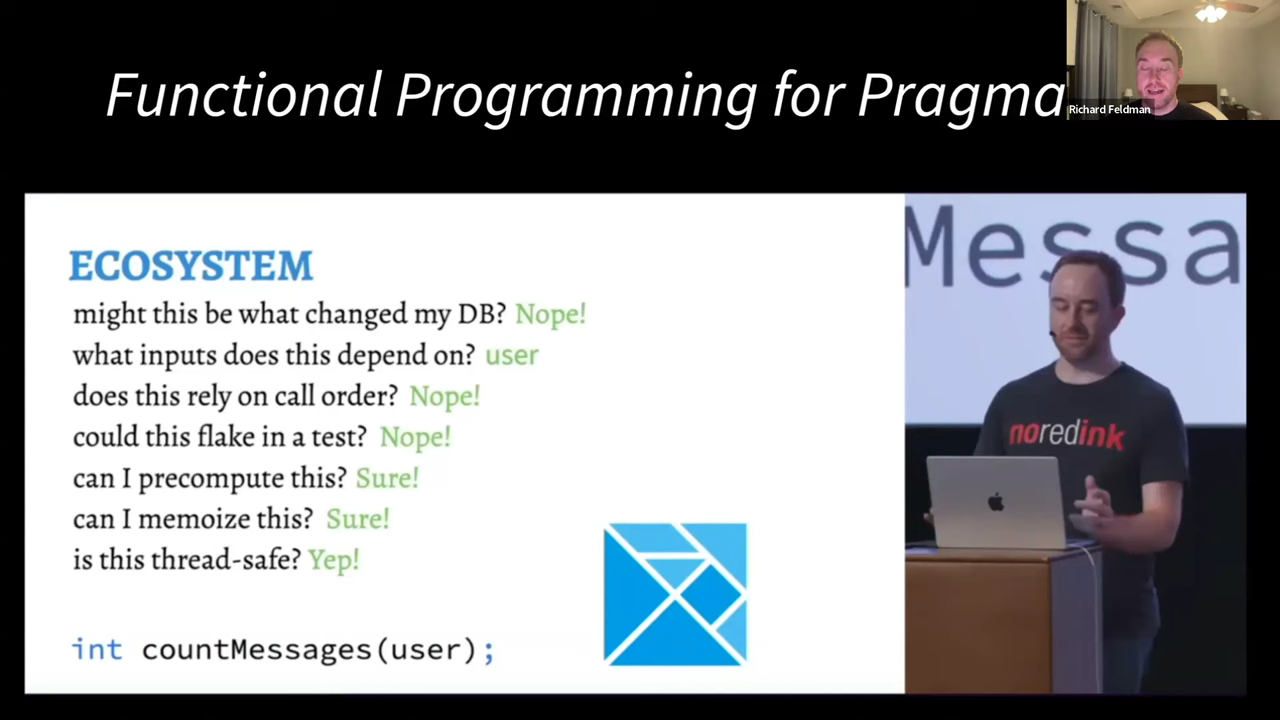 Functional Programming for Pragma
Richard Feldman
Messa
ECOSYSTEM
might this be what changed my DB? Nope!
what inputs does this depend on? user
does this rely on call order? Nope!
could this flake in a test? Nope!
can I precompute this? Sure!
can I memoize this? Sure!
is this thread-safe? Yep!
int countMessages(user);
noredink